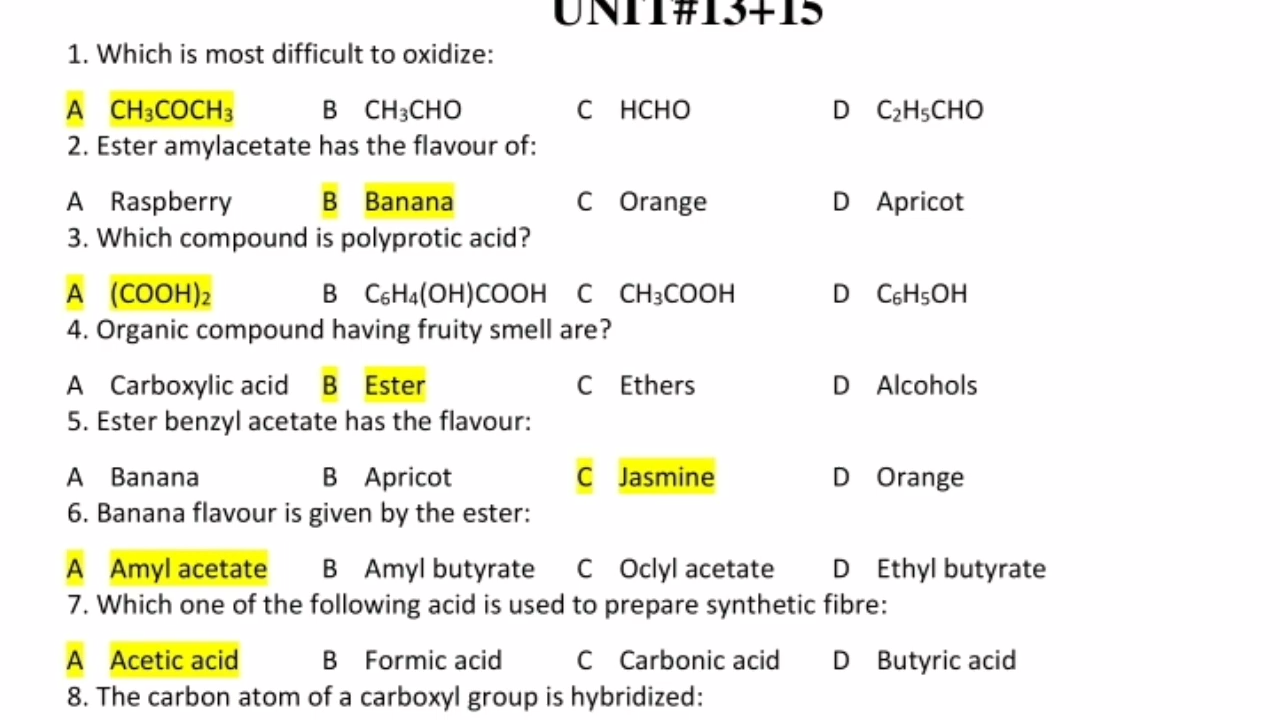 UNIT#13+15
1. Which is most difficult to oxidize:
A CH₃COCH₃ B CH₃CHO C HCHO D C₂H₅CHO
2. Ester amylacetate has the flavour of:
A Raspberry B Banana C Orange D Apricot
3. Which compound is polyprotic acid?
A (COOH)₂ B C₆H₄(OH)COOH C CH₃COOH D C₆H₅OH
4. Organic compound having fruity smell are?
A Carboxylic acid B Ester C Ethers D Alcohols
5. Ester benzyl acetate has the flavour:
A Banana B Apricot C Jasmine D Orange
6. Banana flavour is given by the ester:
A Amyl acetate B Amyl butyrate C Oclyl acetate D Ethyl butyrate
7. Which one of the following acid is used to prepare synthetic fibre:
A Acetic acid B Formic acid C Carbonic acid D Butyric acid
8. The carbon atom of a carboxyl group is hybridized: